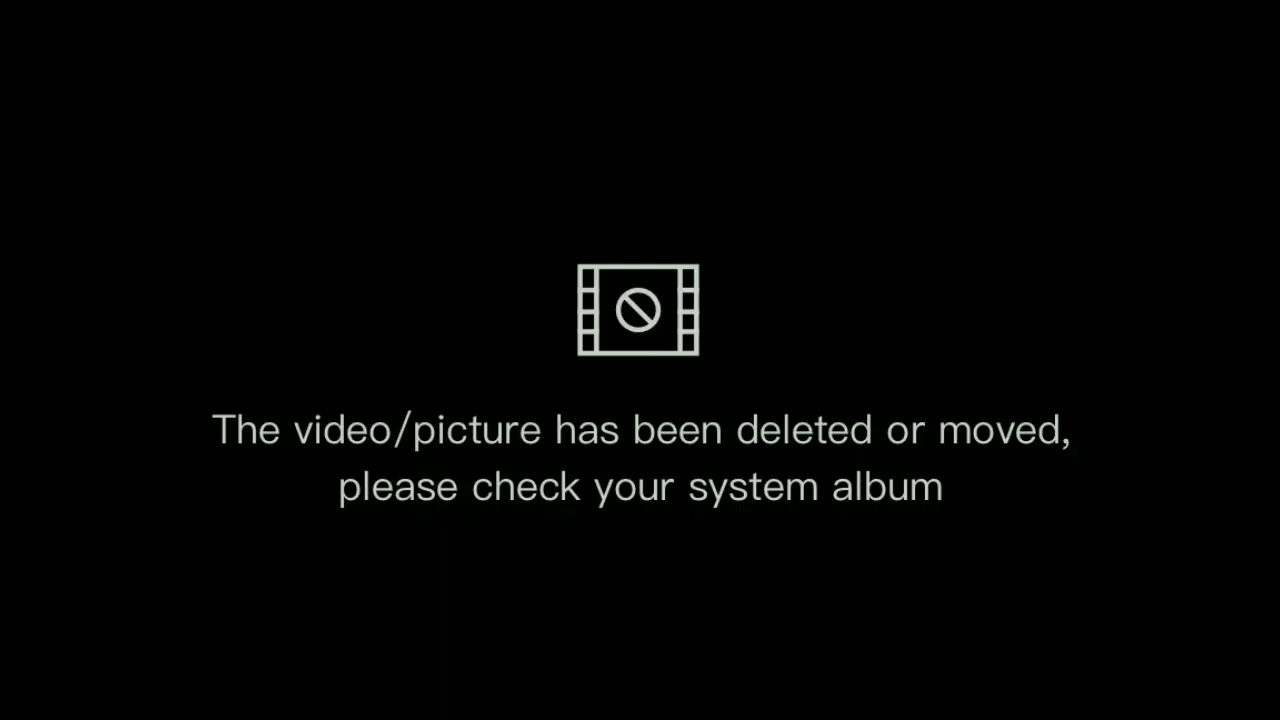 The video/picture has been deleted or moved,
please check your system album